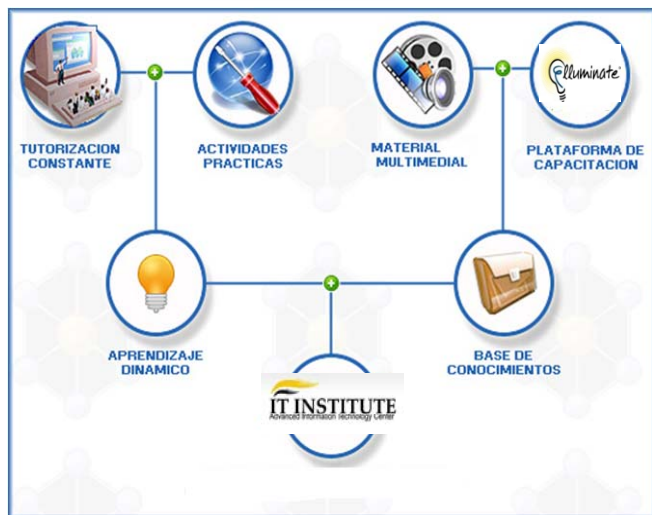 Elluminate
TUTORIZACION
CONSTANTE
ACTIVIDADES
PRACTICAS
MATERIAL
MULTIMEDIAL
PLATAFORMA DE
CAPACITACION
APRENDIZAJE
DINAMICO
BASE DE
CONOCIMIENTOS
IT INSTITUTE
Advanced Information Technology Center